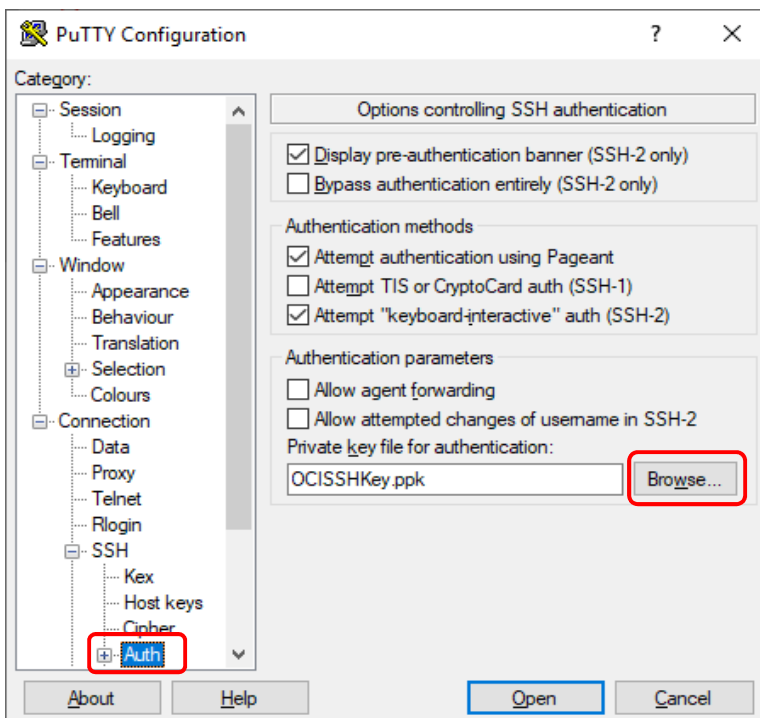 PuTTY Configuration
?
Category:
Session
Logging
Terminal
Keyboard
Bell
Features
Window
Appearance
Behaviour
Translation
Selection
Colours
Connection
Data
Proxy
Telnet
Rlogin
SSH
Kex
Host keys
Cipher
Auth
Options controlling SSH authentication
Display pre-authentication banner (SSH-2 only)
Bypass authentication entirely (SSH-2 only)
Authentication methods
Attempt authentication using Pageant
Attempt TIS or CryptoCard auth (SSH-1)
Attempt "keyboard-interactive" auth (SSH-2)
Authentication parameters
Allow agent forwarding
Allow attempted changes of username in SSH-2
Private key file for authentication:
OCISSHKey.ppk
Browse...
About
Help
Open
Cancel